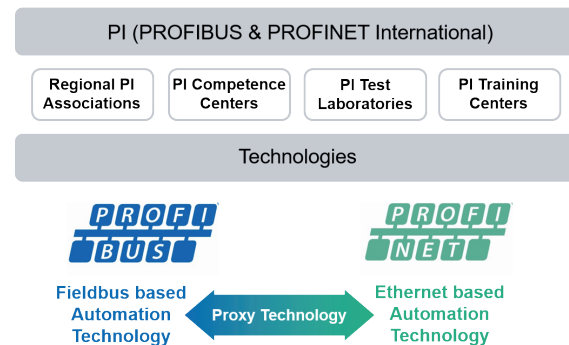 PI (PROFIBUS & PROFINET International)
Regional PI
Associations
PI Competence
Centers
PI Test
Laboratories
PI Training
Centers
Technologies
PROFI
BUS
PROFI
NET
Fieldbus based
Automation
Technology
Proxy Technology
Ethernet based
Automation
Technology